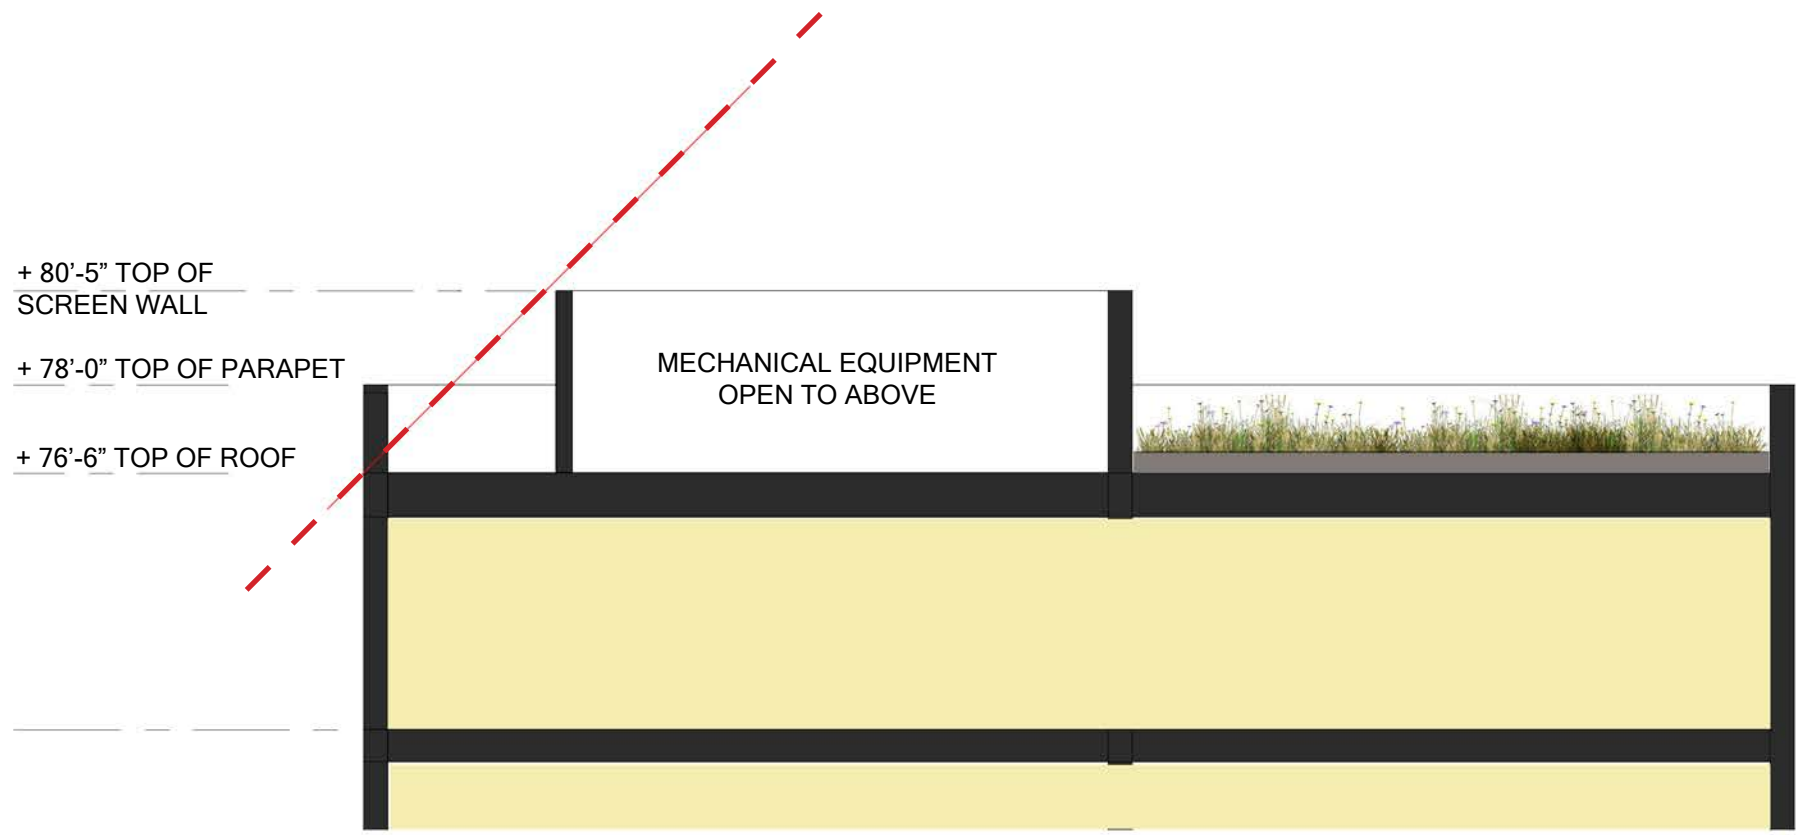 + 80’-5” TOP OF
SCREEN WALL
+ 78’-0” TOP OF PARAPET
MECHANICAL EQUIPMENT
OPEN TO ABOVE
+ 76’-6” TOP OF ROOF